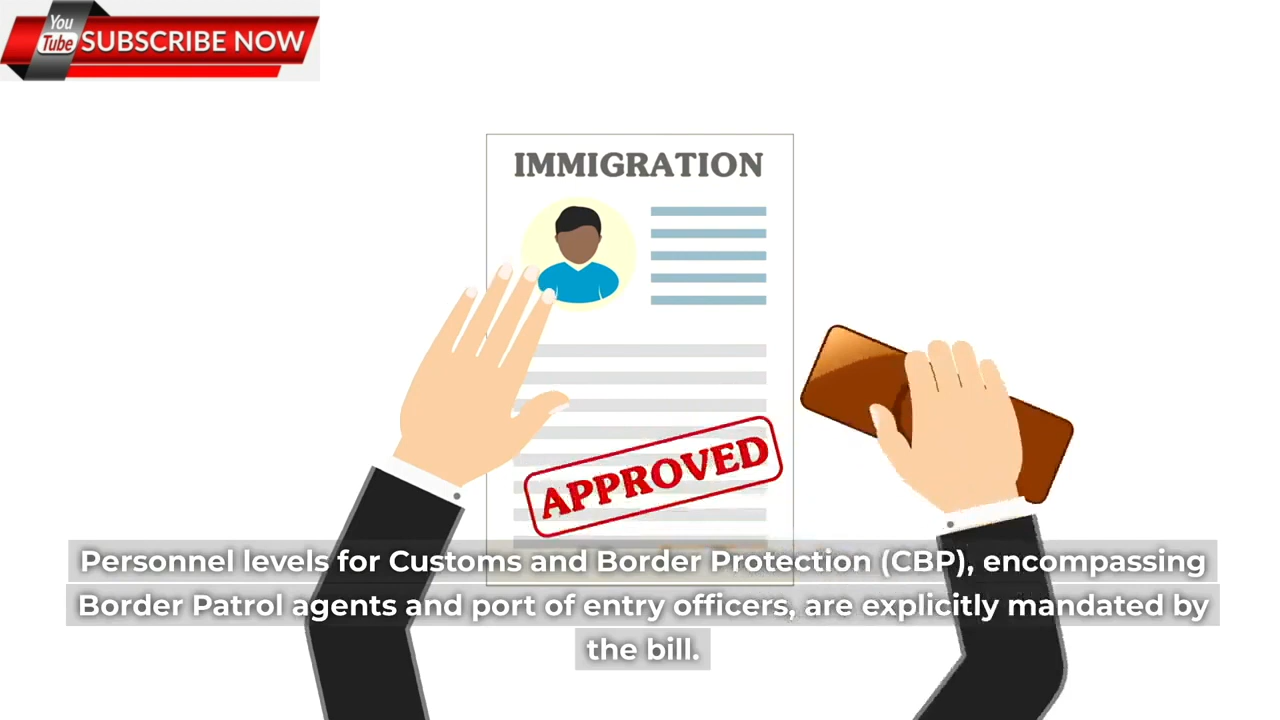 You
Tube SUBSCRIBE NOW
IMMIGRATION
APPROVED
Personnel levels for Customs and Border Protection (CBP), encompassing
Border Patrol agents and port of entry officers, are explicitly mandated by
the bill.